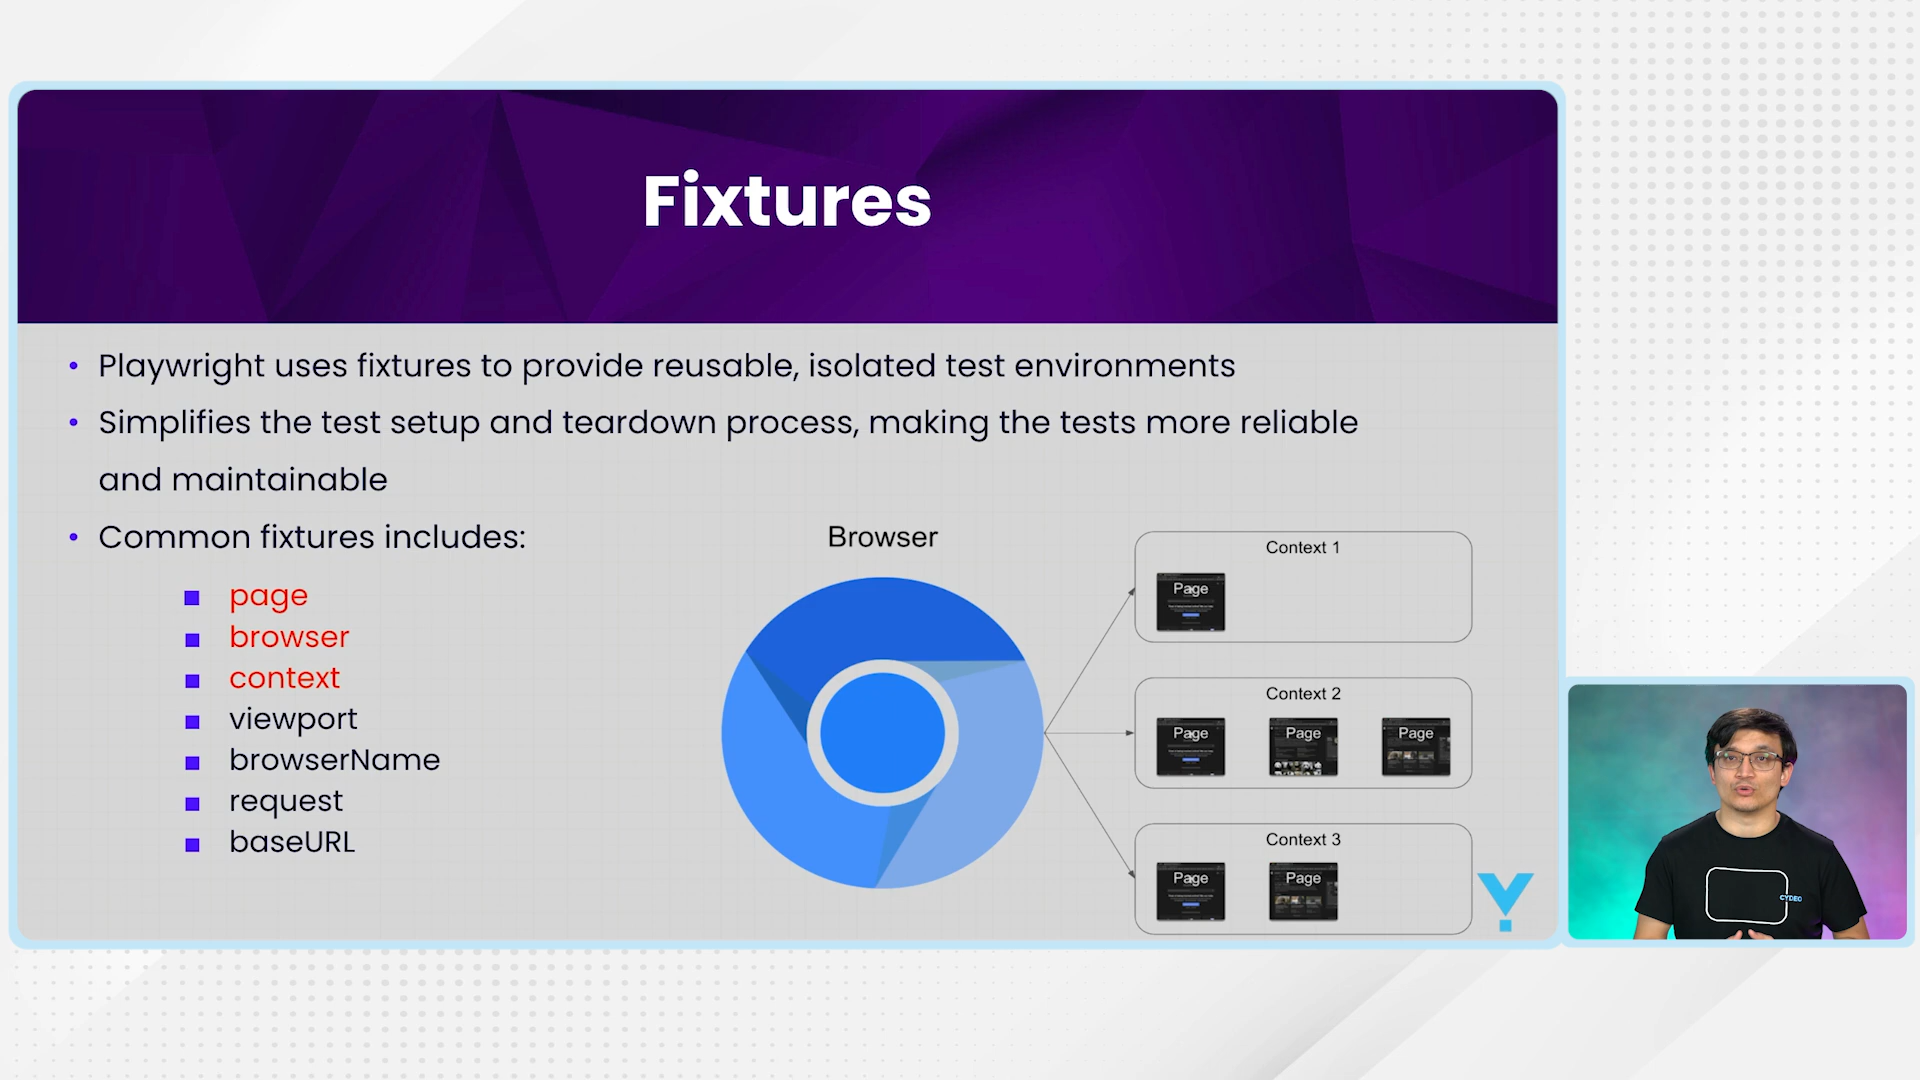 Fixtures
Playwright uses fixtures to provide reusable, isolated test environments
Simplifies the test setup and teardown process, making the tests more reliable
and maintainable
Common fixtures includes:
page
browser
context
viewport
browserName
request
baseURL
Browser
Context 1
Page
Context 2
Page Page Page
Context 3
Page Page
CYDEO